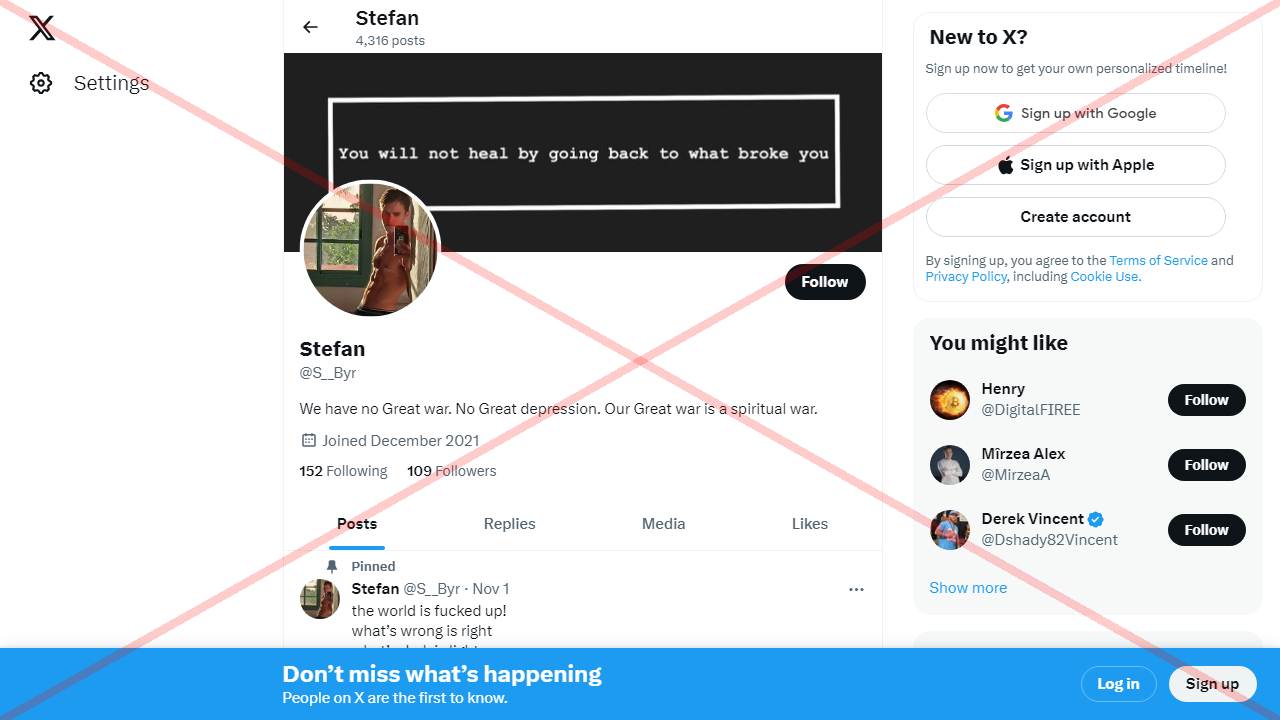 Settings
Stefan
4,316 posts
You will not heal by going back to what broke you
Follow
Stefan
@S__Byr
We have no Great war. No Great depression. Our Great war is a spiritual war.
Joined December 2021
152 Following 109 Followers
Posts Replies Media Likes
Pinned
Stefan @S__Byr · Nov 1
the world is fucked up!
what's wrong is right
New to X?
Sign up now to get your own personalized timeline!
Sign up with Google
Sign up with Apple
Create account
By signing up, you agree to the Terms of Service and
Privacy Policy, including Cookie Use.
You might like
Henry
@DigitalFIREE
Follow
Mîrzea Alex
@MirzeaA
Follow
Derek Vincent
@Dshady82Vincent
Follow
Show more
Don't miss what's happening
People on X are the first to know.
Log in
Sign up